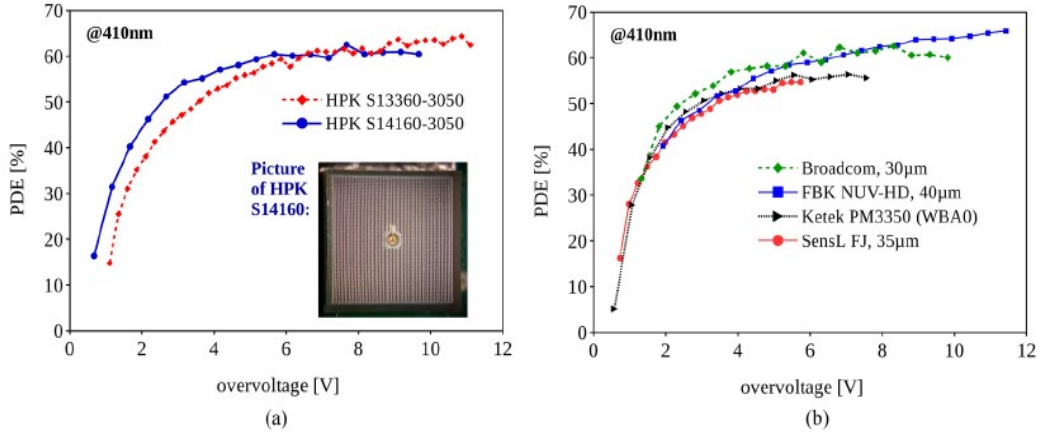 @410nm
PDE [%]
70
60
50
40
30
20
10
0
HPK S13360-3050
HPK S14160-3050
Picture
of HPK
S14160:
0 2 4 6 8 10 12
overvoltage [V]
(a)
@410nm
PDE [%]
70
60
50
40
30
20
10
0
Broadcom, 30µm
FBK NUV-HD, 40µm
Ketek PM3350 (WBA0)
SensL FJ, 35µm
0 2 4 6 8 10 12
overvoltage [V]
(b)